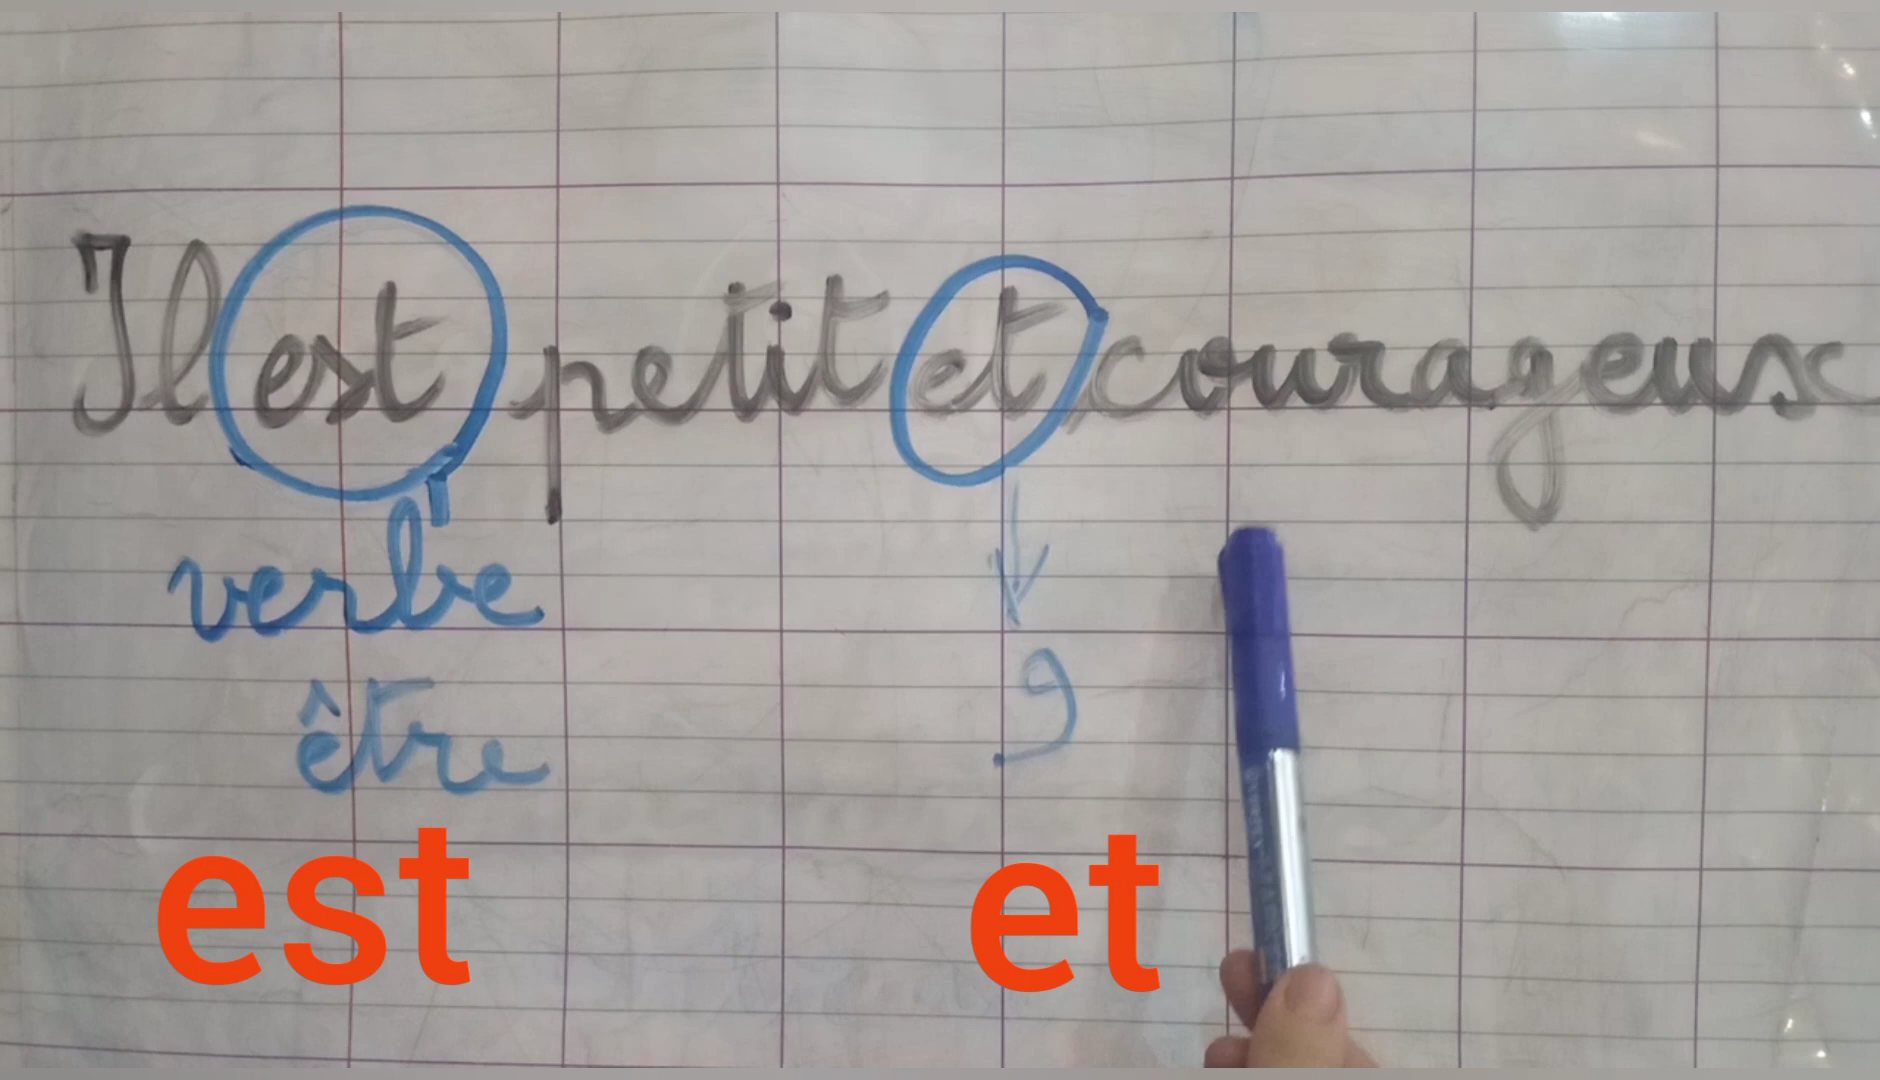 Il est petit et courageux
verbe و
être
est et